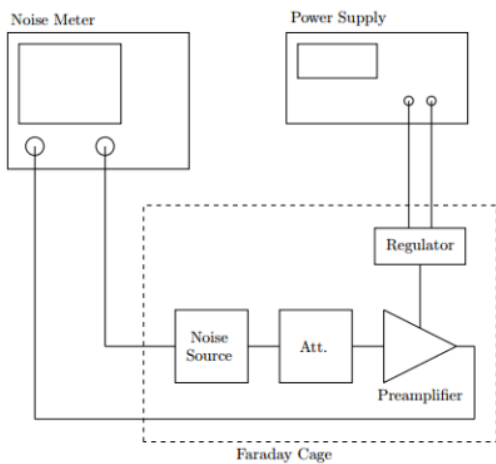 Noise Meter
Power Supply
Regulator
Noise
Source
Att.
Preamplifier
Faraday Cage